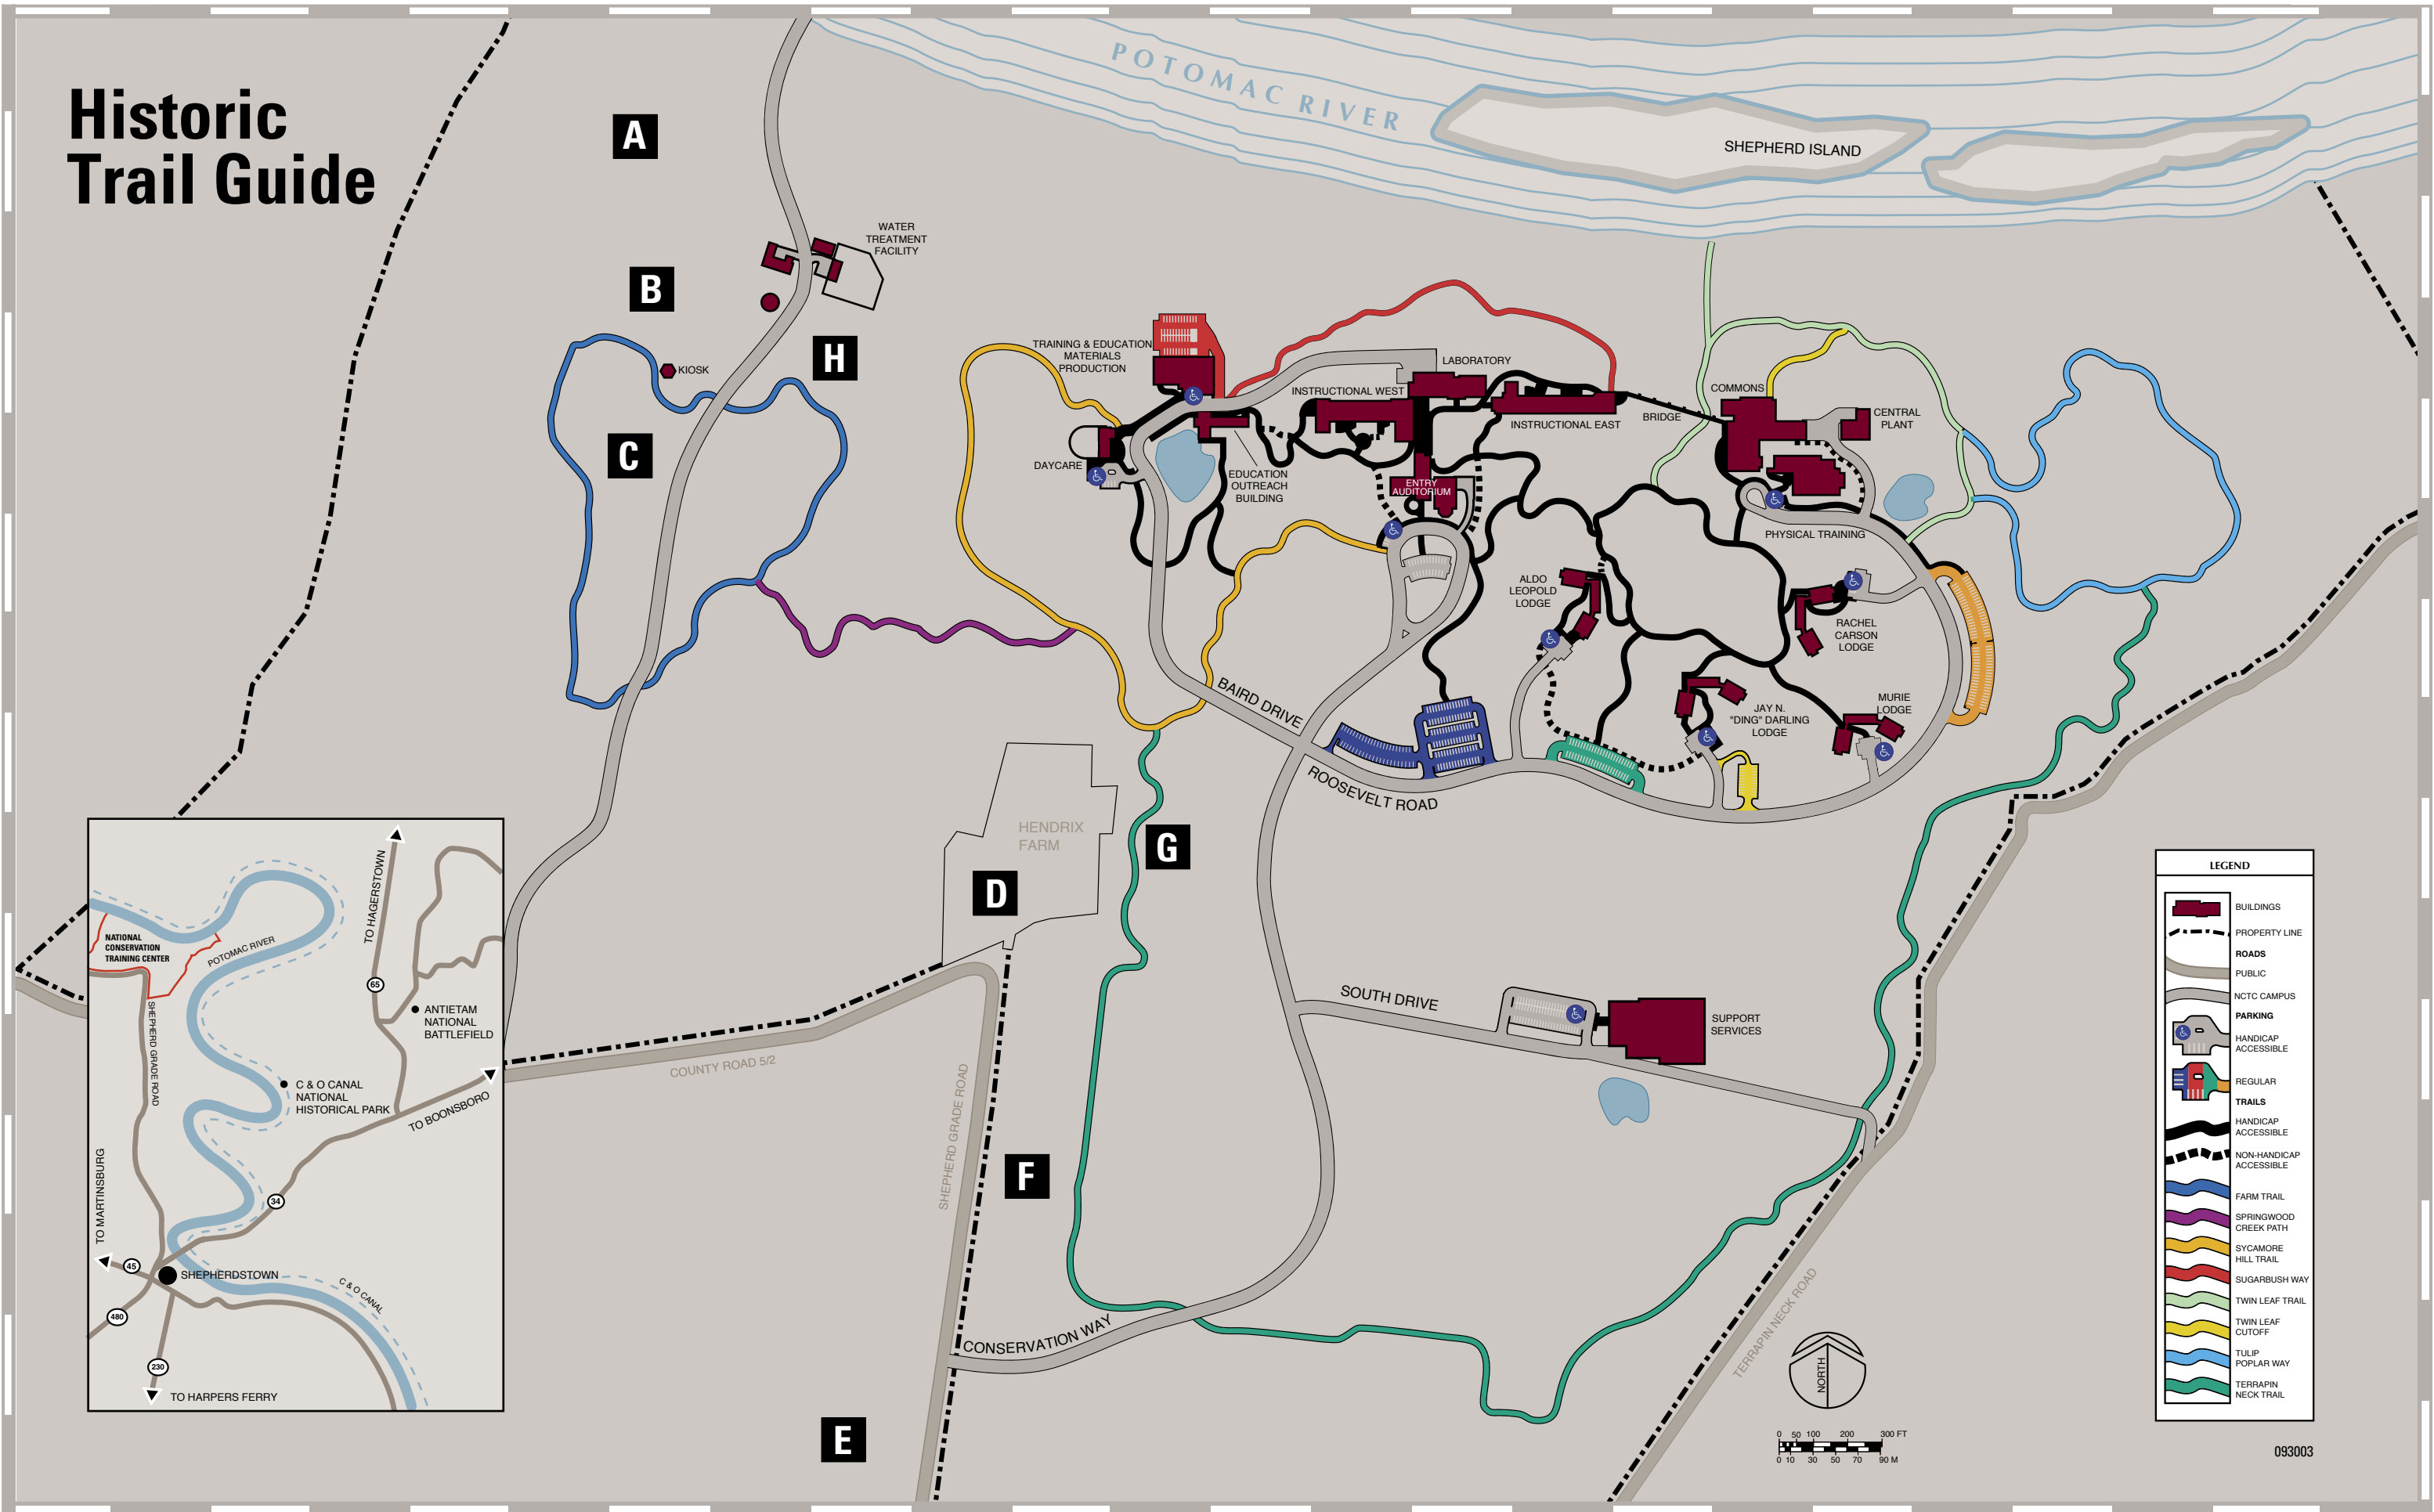 Historic
Trail Guide
POTOMAC RIVER
SHEPHERD ISLAND
A
B
C
D
E
F
G
H
WATER
TREATMENT
FACILITY
KIOSK
TRAINING & EDUCATION
MATERIALS
PRODUCTION
DAYCARE
EDUCATION
OUTREACH
BUILDING
INSTRUCTIONAL WEST
LABORATORY
INSTRUCTIONAL EAST
ENTRY
AUDITORIUM
BRIDGE
COMMONS
CENTRAL
PLANT
PHYSICAL TRAINING
ALDO
LEOPOLD
LODGE
RACHEL
CARSON
LODGE
JAY N.
"DING" DARLING
LODGE
MURIE
LODGE
BAIRD DRIVE
ROOSEVELT ROAD
HENDRIX
FARM
SOUTH DRIVE
SUPPORT
SERVICES
COUNTY ROAD 5/2
SHEPHERD GRADE ROAD
CONSERVATION WAY
TERRAPIN NECK ROAD
NATIONAL
CONSERVATION
TRAINING CENTER
POTOMAC RIVER
TO HAGERSTOWN
65
ANTIETAM
NATIONAL
BATTLEFIELD
SHEPHERD GRADE ROAD
C & O CANAL
NATIONAL
HISTORICAL PARK
TO BOONSBORO
TO MARTINSBURG
34
45
SHEPHERDSTOWN
C & O CANAL
480
230
TO HARPERS FERRY
LEGEND
BUILDINGS
PROPERTY LINE
ROADS
PUBLIC
NCTC CAMPUS
PARKING
HANDICAP
ACCESSIBLE
REGULAR
TRAILS
HANDICAP
ACCESSIBLE
NON-HANDICAP
ACCESSIBLE
FARM TRAIL
SPRINGWOOD
CREEK PATH
SYCAMORE
HILL TRAIL
SUGARBUSH WAY
TWIN LEAF TRAIL
TWIN LEAF
CUTOFF
TULIP
POPLAR WAY
TERRAPIN
NECK TRAIL
NORTH
0 50 100 200 300 FT
0 10 30 50 70 90 M
093003